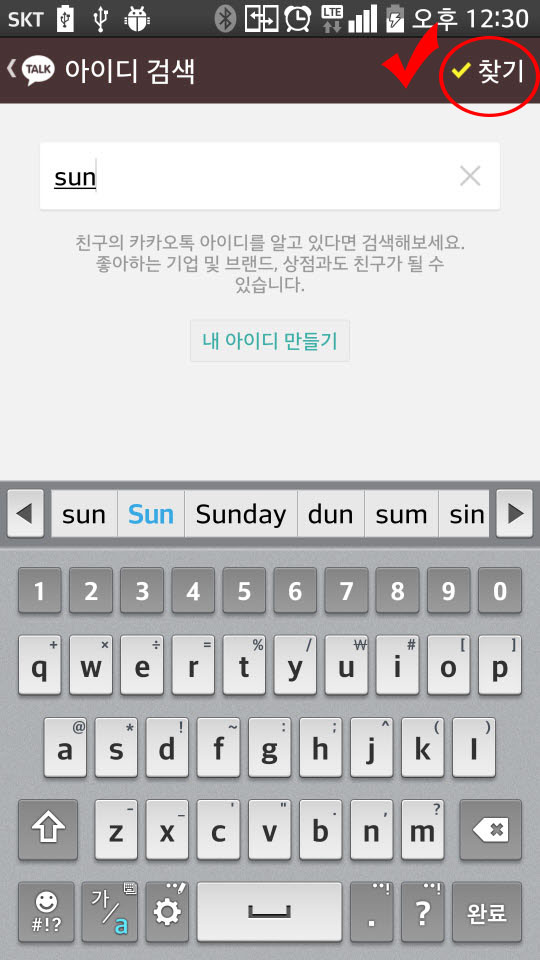 SKT LTE 오후 12:30
TALK 아이디 검색 찾기
sun
친구의 카카오톡 아이디를 알고 있다면 검색해보세요.
좋아하는 기업 및 브랜드, 상점과도 친구가 될 수
있습니다.
내 아이디 만들기
sun Sun Sunday dun sum sin
1 2 3 4 5 6 7 8 9 0
+ × ÷ = % / ₩ # [ ]
q w e r t y u i o p
@ * ! ~ : ; ^ ( )
a s d f g h j k l
- _ ' " . , ?
z x c v b n m
#!? 가/a . ? 완료